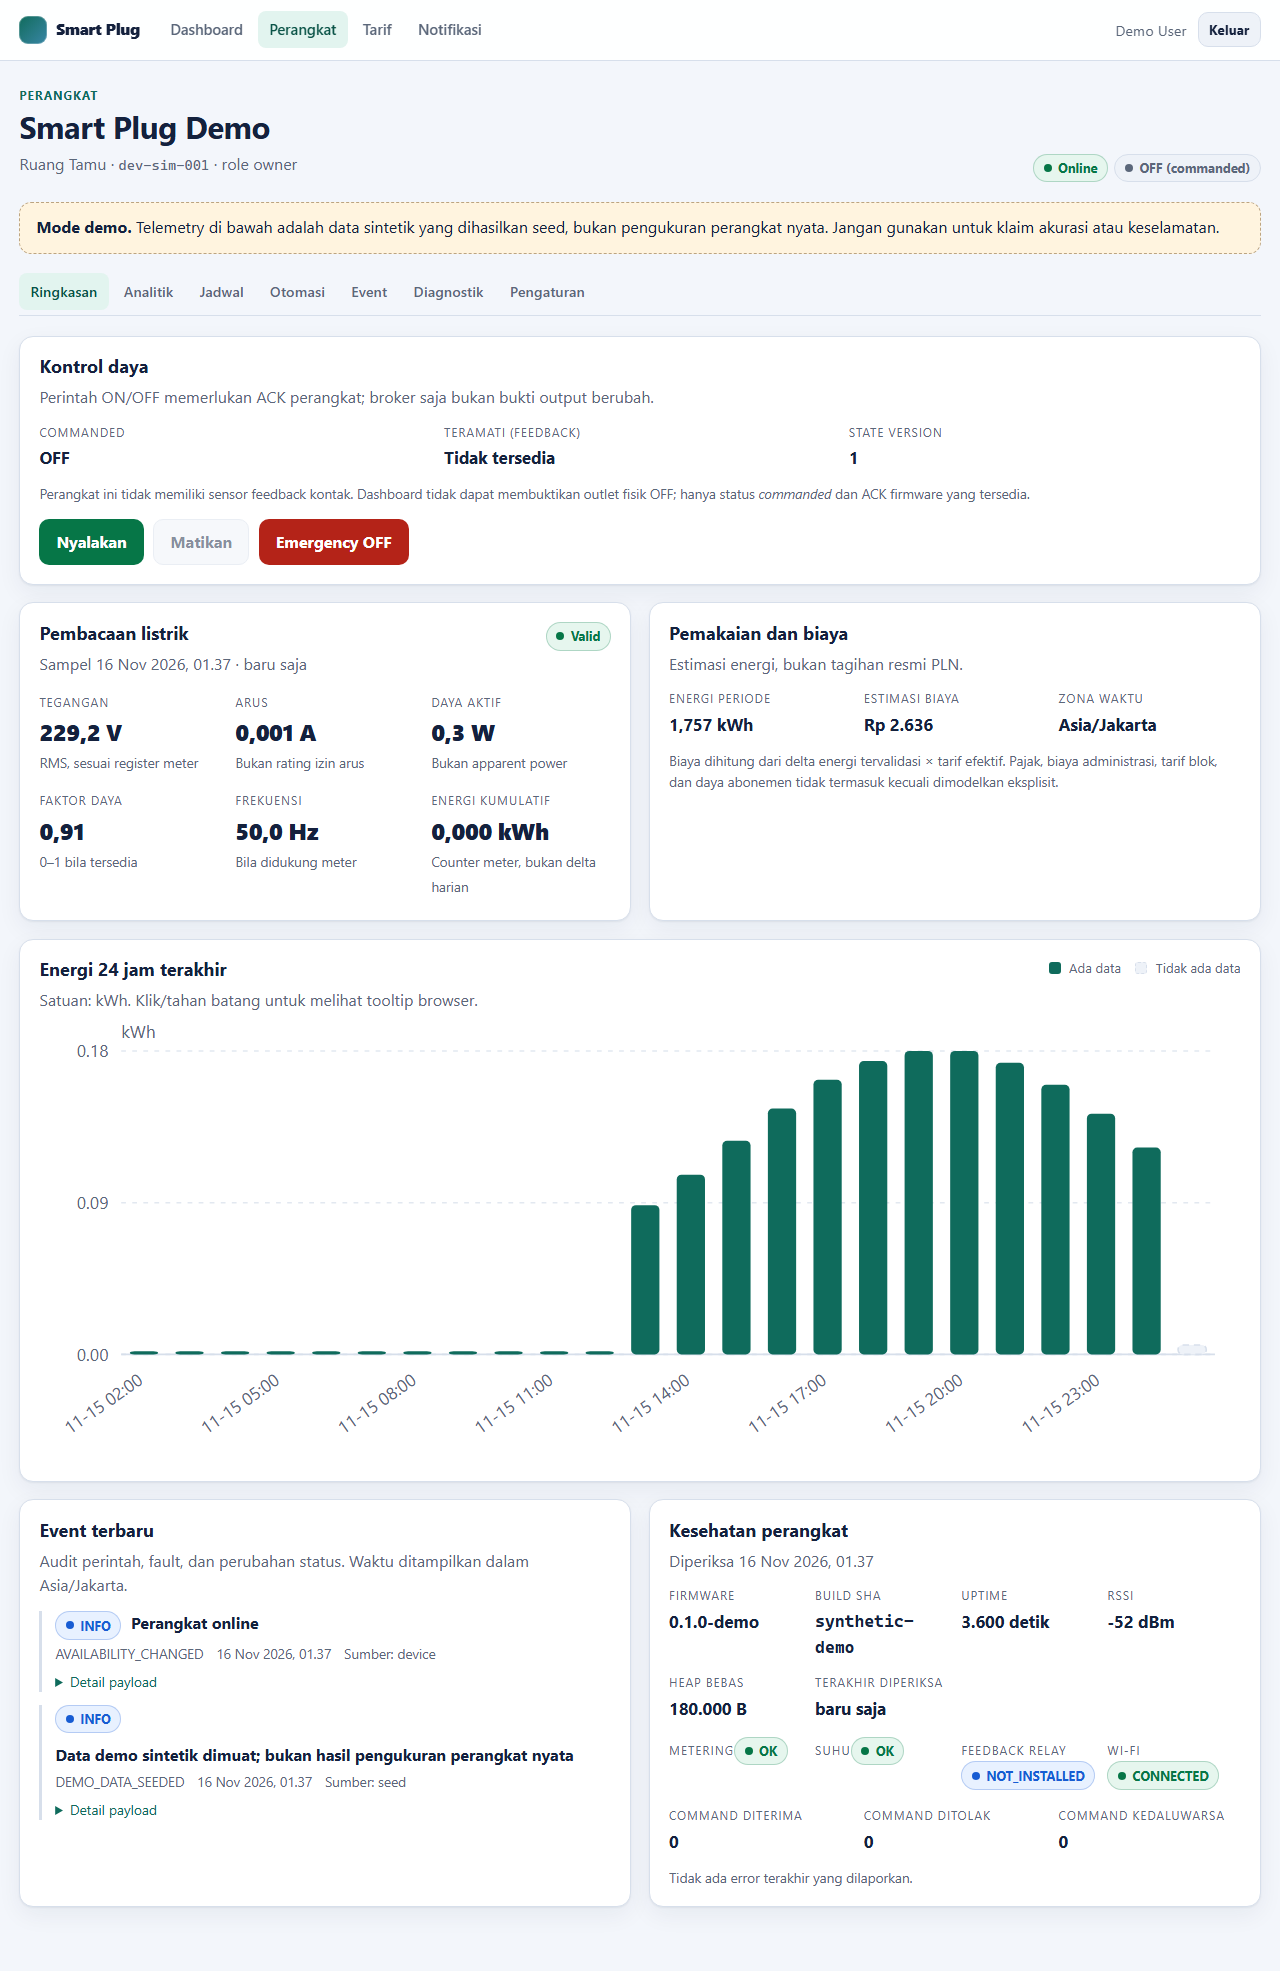 Smart Plug Dashboard Perangkat Tarif Notifikasi Demo User Keluar
PERANGKAT
Smart Plug Demo
Ruang Tamu · dev-sim-001 · role owner
Online OFF (commanded)
Mode demo. Telemetry di bawah adalah data sintetik yang dihasilkan seed, bukan pengukuran perangkat nyata. Jangan gunakan untuk klaim akurasi atau keselamatan.
Ringkasan Analitik Jadwal Otomasi Event Diagnostik Pengaturan
Kontrol daya
Perintah ON/OFF memerlukan ACK perangkat; broker saja bukan bukti output berubah.
COMMANDED TERAMATI (FEEDBACK) STATE VERSION
OFF Tidak tersedia 1
Perangkat ini tidak memiliki sensor feedback kontak. Dashboard tidak dapat membuktikan outlet fisik OFF; hanya status commanded dan ACK firmware yang tersedia.
Nyalakan Matikan Emergency OFF
Pembacaan listrik Valid
Sampel 16 Nov 2026, 01.37 · baru saja
TEGANGAN ARUS DAYA AKTIF
229,2 V 0,001 A 0,3 W
RMS, sesuai register meter Bukan rating izin arus Bukan apparent power
FAKTOR DAYA FREKUENSI ENERGI KUMULATIF
0,91 50,0 Hz 0,000 kWh
0–1 bila tersedia Bila didukung meter Counter meter, bukan delta
harian
Pemakaian dan biaya
Estimasi energi, bukan tagihan resmi PLN.
ENERGI PERIODE ESTIMASI BIAYA ZONA WAKTU
1,757 kWh Rp 2.636 Asia/Jakarta
Biaya dihitung dari delta energi tervalidasi × tarif efektif. Pajak, biaya administrasi, tarif blok,
dan daya abonemen tidak termasuk kecuali dimodelkan eksplisit.
Energi 24 jam terakhir Ada data Tidak ada data
Satuan: kWh. Klik/tahan batang untuk melihat tooltip browser.
kWh
0.18
0.09
0.00
11-15 02:00 11-15 05:00 11-15 08:00 11-15 11:00 11-15 14:00 11-15 17:00 11-15 20:00 11-15 23:00
Event terbaru
Audit perintah, fault, dan perubahan status. Waktu ditampilkan dalam
Asia/Jakarta.
INFO Perangkat online
AVAILABILITY_CHANGED 16 Nov 2026, 01.37 Sumber: device
Detail payload
INFO
Data demo sintetik dimuat; bukan hasil pengukuran perangkat nyata
DEMO_DATA_SEEDED 16 Nov 2026, 01.37 Sumber: seed
Detail payload
Kesehatan perangkat
Diperiksa 16 Nov 2026, 01.37
FIRMWARE BUILD SHA UPTIME RSSI
0.1.0-demo synthetic- 3.600 detik -52 dBm
demo
HEAP BEBAS TERAKHIR DIPERIKSA
180.000 B baru saja
METERING OK SUHU OK FEEDBACK RELAY WI-FI
NOT_INSTALLED CONNECTED
COMMAND DITERIMA COMMAND DITOLAK COMMAND KEDALUWARSA
0 0 0
Tidak ada error terakhir yang dilaporkan.